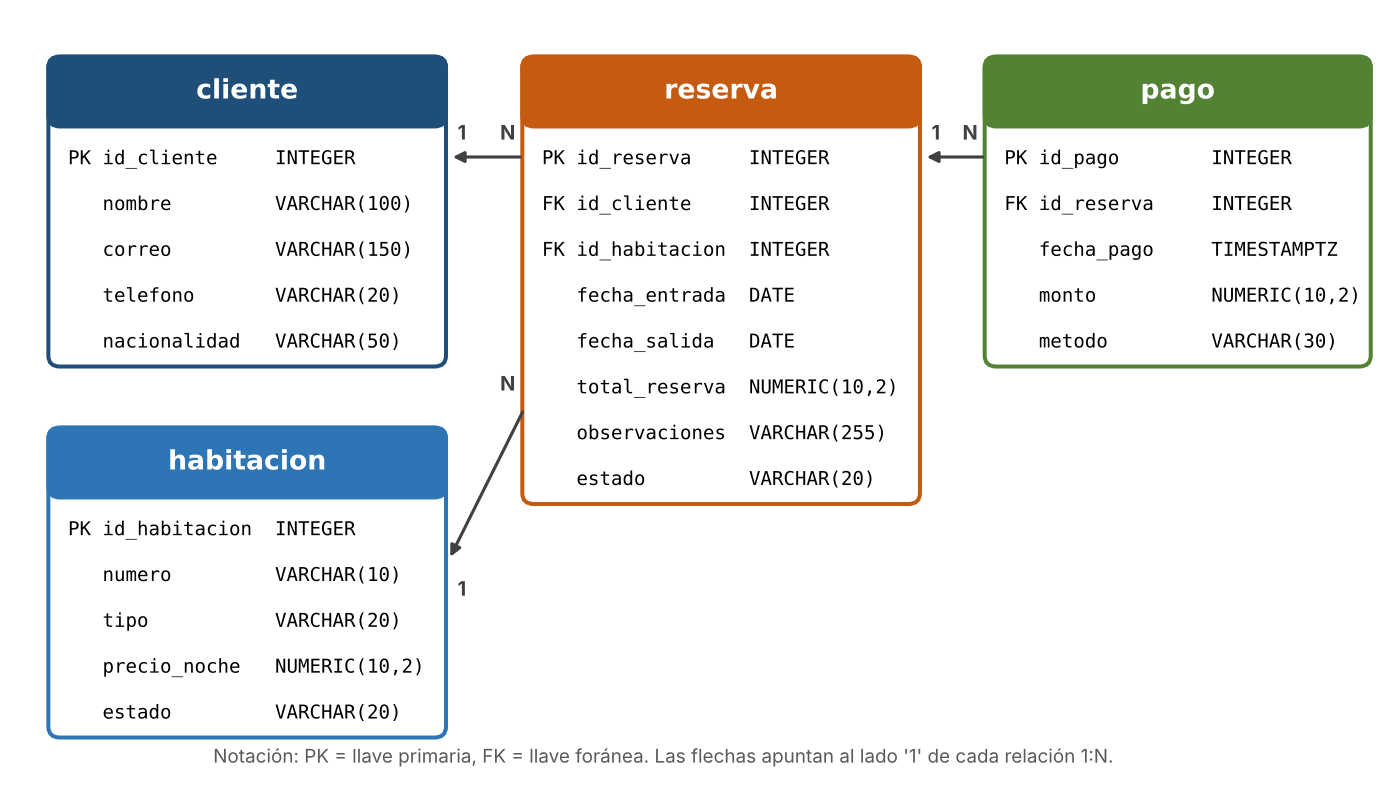 cliente
PK id_cliente INTEGER
nombre VARCHAR(100)
correo VARCHAR(150)
telefono VARCHAR(20)
nacionalidad VARCHAR(50)
1 N
reserva
PK id_reserva INTEGER
FK id_cliente INTEGER
FK id_habitacion INTEGER
fecha_entrada DATE
fecha_salida DATE
total_reserva NUMERIC(10,2)
observaciones VARCHAR(255)
estado VARCHAR(20)
1 N
pago
PK id_pago INTEGER
FK id_reserva INTEGER
fecha_pago TIMESTAMPTZ
monto NUMERIC(10,2)
metodo VARCHAR(30)
N
1
habitacion
PK id_habitacion INTEGER
numero VARCHAR(10)
tipo VARCHAR(20)
precio_noche NUMERIC(10,2)
estado VARCHAR(20)
Notación: PK = llave primaria, FK = llave foránea. Las flechas apuntan al lado '1' de cada relación 1:N.